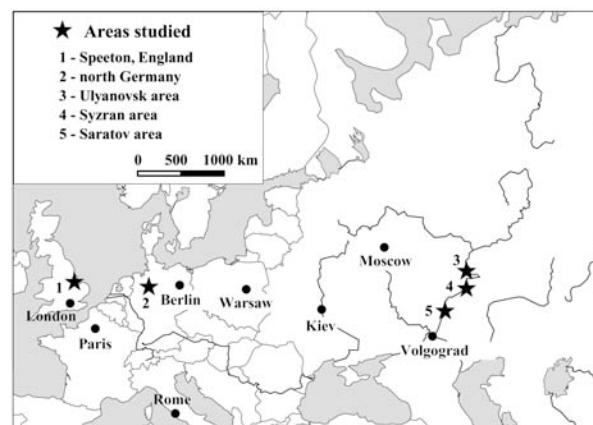 Areas studied
1 - Speeton, England
2 - north Germany
3 - Ulyanovsk area
4 - Syzran area
5 - Saratov area
0 500 1000 km
Moscow
3
4
1
2
Berlin
Warsaw
London
5
Kiev
Paris
Volgograd
Rome